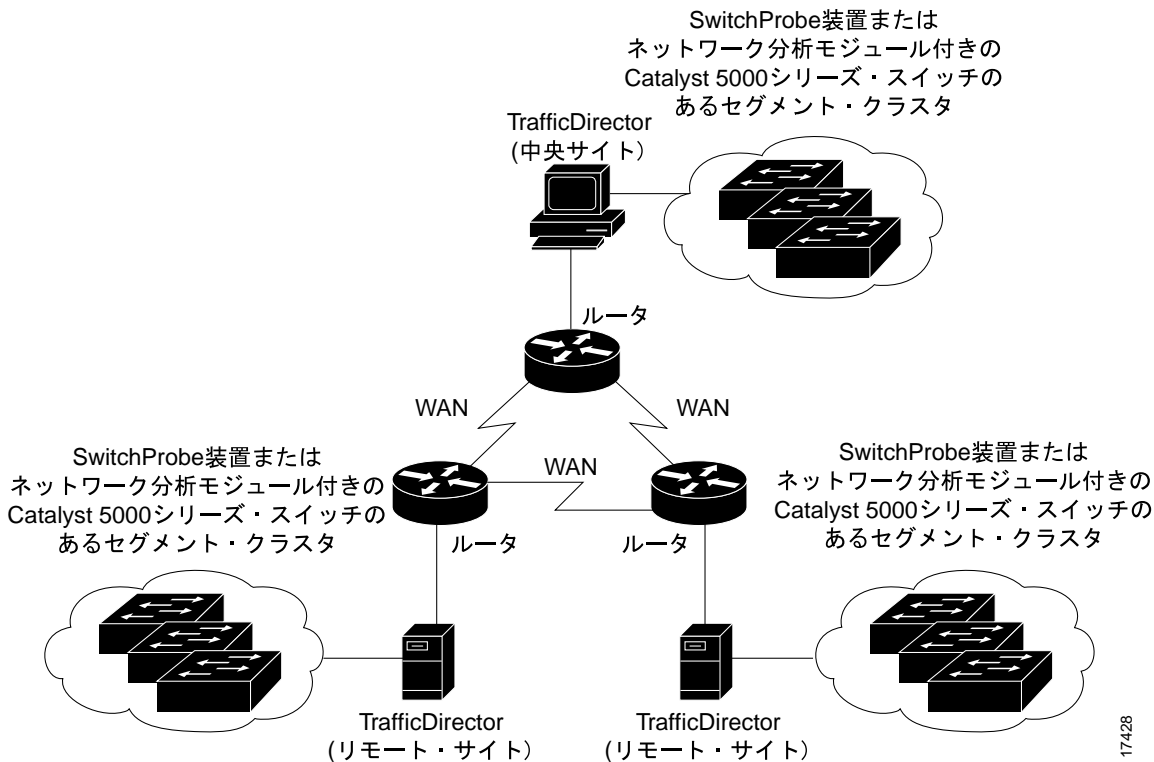 SwitchProbe装置または
ネットワーク分析モジュール付きの
Catalyst 5000シリーズ・スイッチの
あるセグメント・クラスタ
TrafficDirector
(中央サイト）
ルータ
WAN
WAN
WAN
SwitchProbe装置または
ネットワーク分析モジュール付きの
Catalyst 5000シリーズ・スイッチの
あるセグメント・クラスタ
SwitchProbe装置または
ネットワーク分析モジュール付きの
Catalyst 5000シリーズ・スイッチの
あるセグメント・クラスタ
ルータ
ルータ
TrafficDirector
(リモート・サイト）
TrafficDirector
(リモート・サイト）
17428